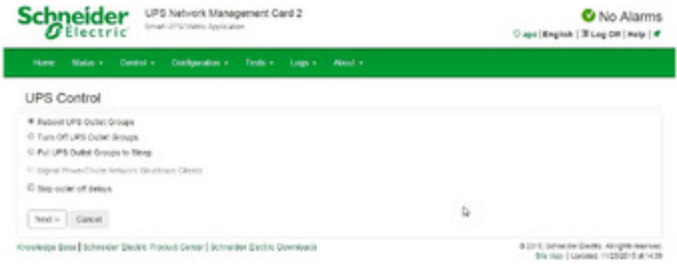 Schneider Electric
UPS Network Management Card 2
Smart-UPS/Matrix Application
No Alarms
apc | English | Log Off | Help |
Home Status Control Configuration Tests Logs About
UPS Control
Reboot UPS Outlet Groups
Turn Off UPS Outlet Groups
Put UPS Outlet Groups to Sleep
Signal PowerChute Network Shutdown Clients
Skip outlet off delays
Next >> Cancel
Knowledge Base | Schneider Electric Product Center | Schneider Electric Downloads
© 2015, Schneider Electric. All rights reserved.
Site Map | Updated: 11/23/2015 at 14:39